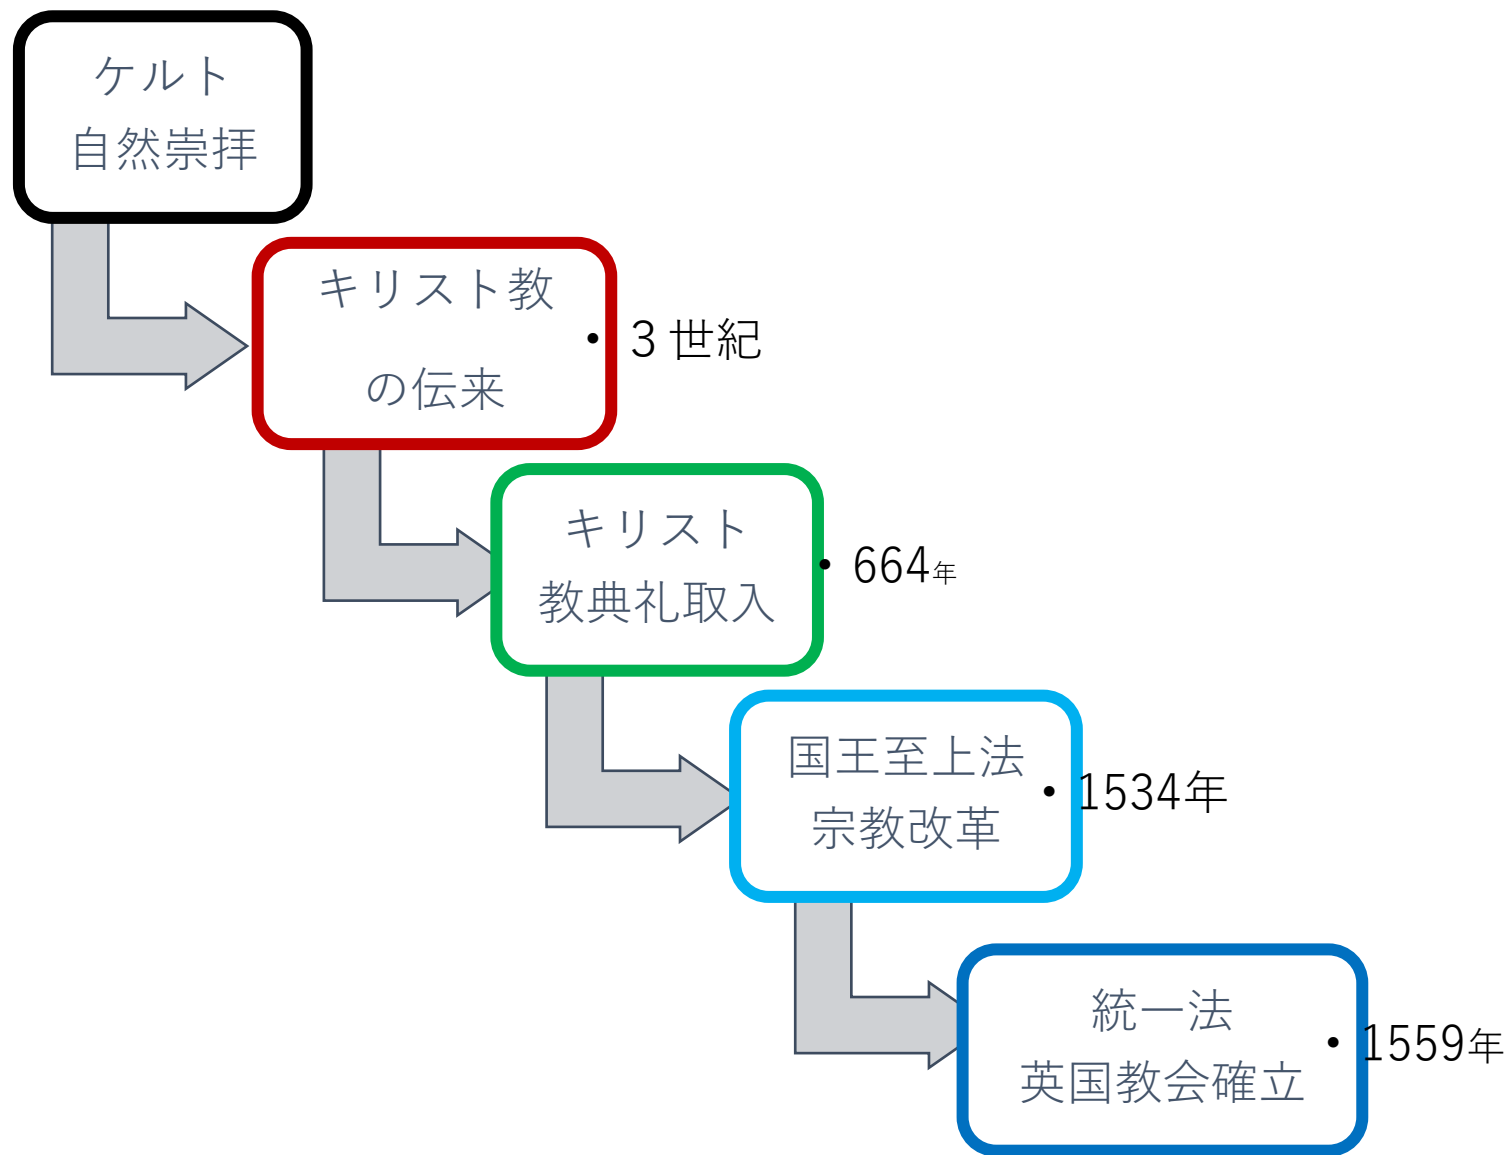 ケルト
自然崇拝
キリスト教
の伝来
• 3世紀
キリスト
教典礼取入
• 664年
国王至上法
宗教改革
• 1534年
統一法
英国教会確立
• 1559年